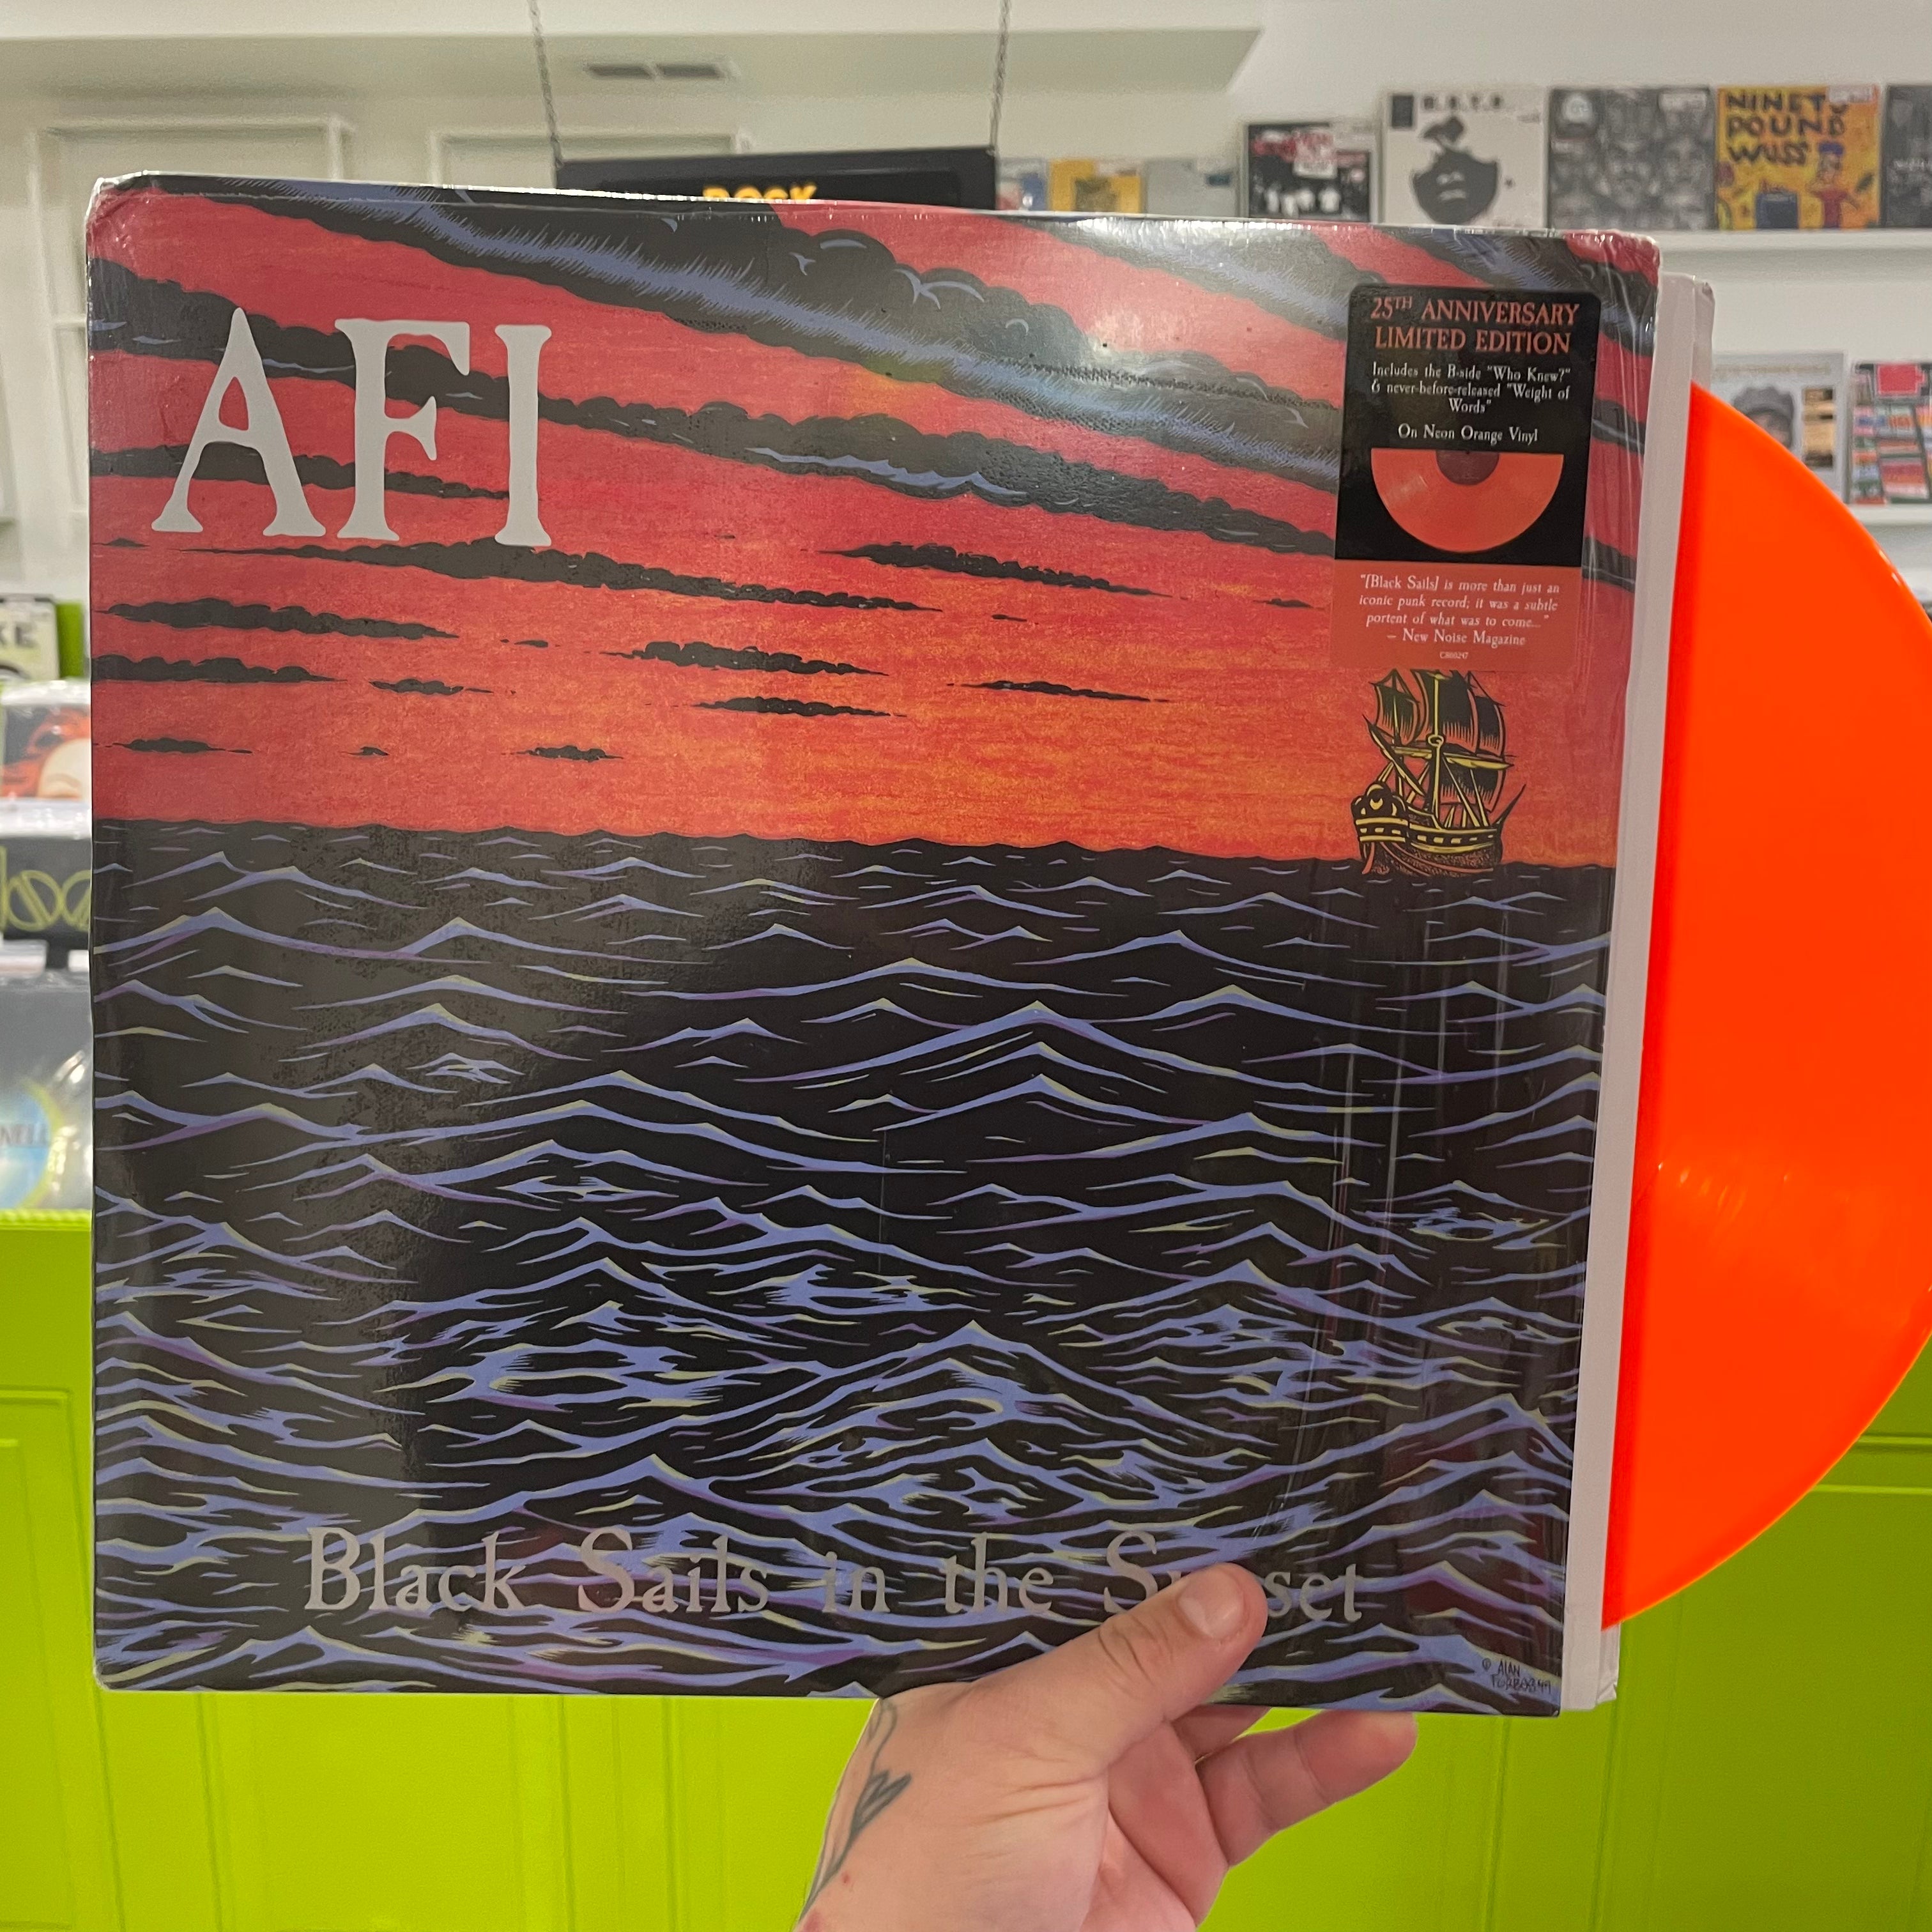 ROCK
NINETY
POUND
WUSS
AFI
25TH ANNIVERSARY
LIMITED EDITION
Includes the B-side "Who Knew?"
& never-before-released "Weight of
Words"
On Neon Orange Vinyl
"[Black Sails] is more than just an
iconic punk record; it was a subtle
portent of what was to come..."
– New Noise Magazine
Black Sails in the
© ALAN